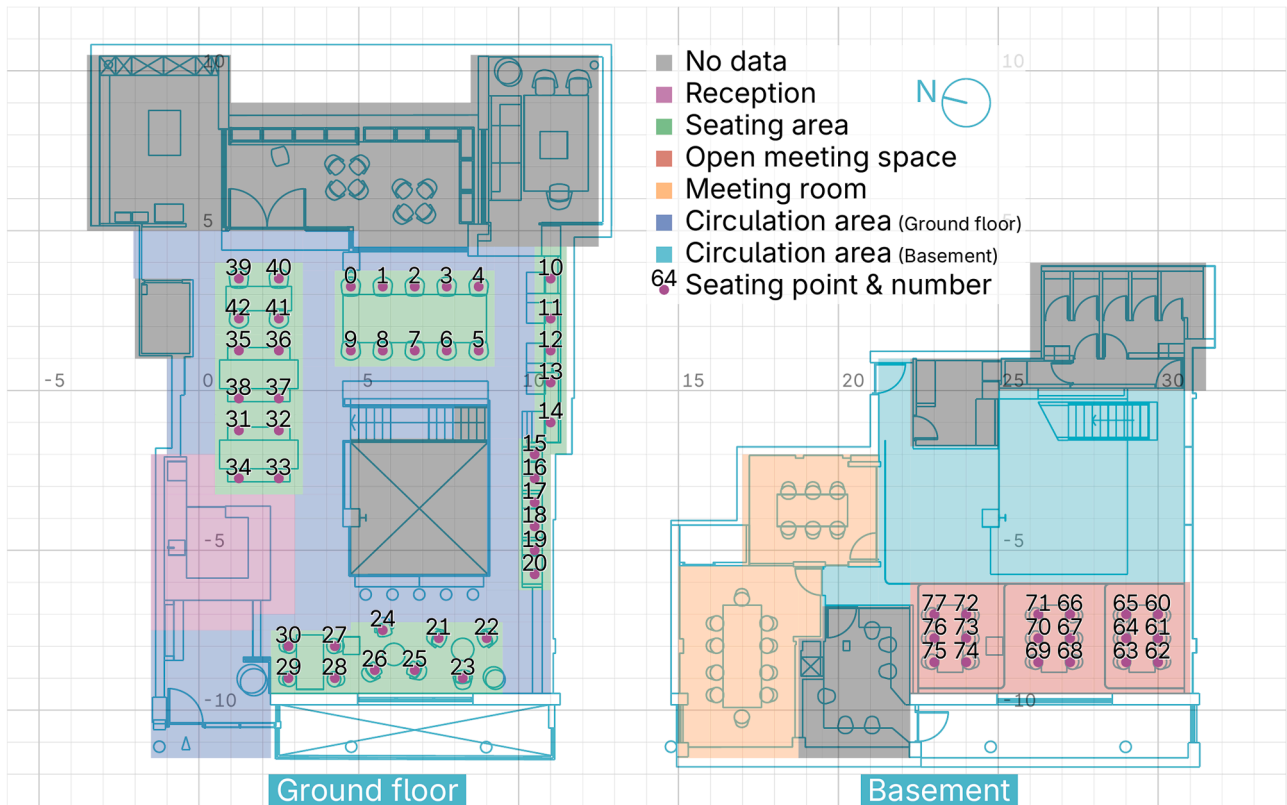 10
10
No data
Reception
N
Seating area
Open meeting space
Meeting room
5
Circulation area (Ground floor)
5
Circulation area (Basement)
64 Seating point & number
39 40 0 1 2 3 4 10
42 41 11
35 36 9 8 7 6 5 12
-5 0 5 10 13 15 20 25 30
38 37
31 32 14
15
34 33 16
17
18
-5 19 -5
20
24
30 27 21 22
29 28 26 25 23
77 72 71 66 65 60
76 73 70 67 64 61
75 74 69 68 63 62
-10 -10
Ground floor Basement